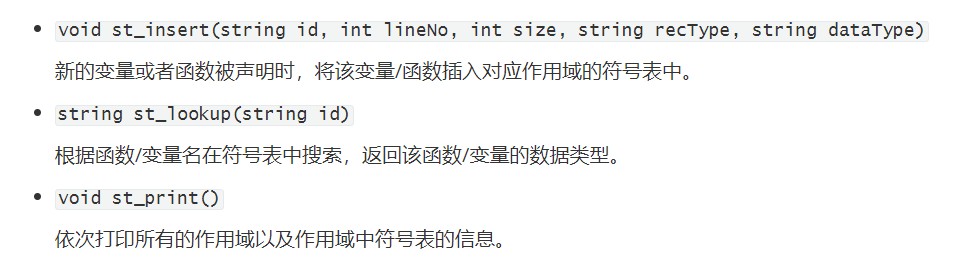 • void st_insert(string id, int lineNo, int size, string recType, string dataType)
新的变量或者函数被声明时，将该变量/函数插入对应作用域的符号表中。
• string st_lookup(string id)
根据函数/变量名在符号表中搜索，返回该函数/变量的数据类型。
• void st_print()
依次打印所有的作用域以及作用域中符号表的信息。